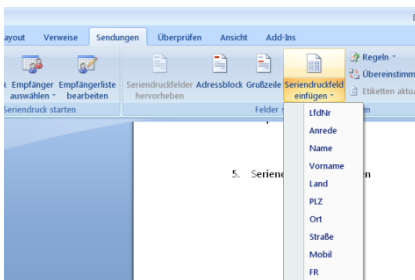 ayout Verweise Sendungen Überprüfen Ansicht Add-Ins
Empfänger auswählen
Empfängerliste bearbeiten
Seriendruckfelder hervorheben
Adressblock
Grußzeile
Seriendruckfeld einfügen
Regeln
Übereinstimm
Etiketten aktu
Seriendruck starten
Felder
LfdNr
Anrede
Name
Vorname
Land
PLZ
Ort
Straße
Mobil
FR
5. Seriend